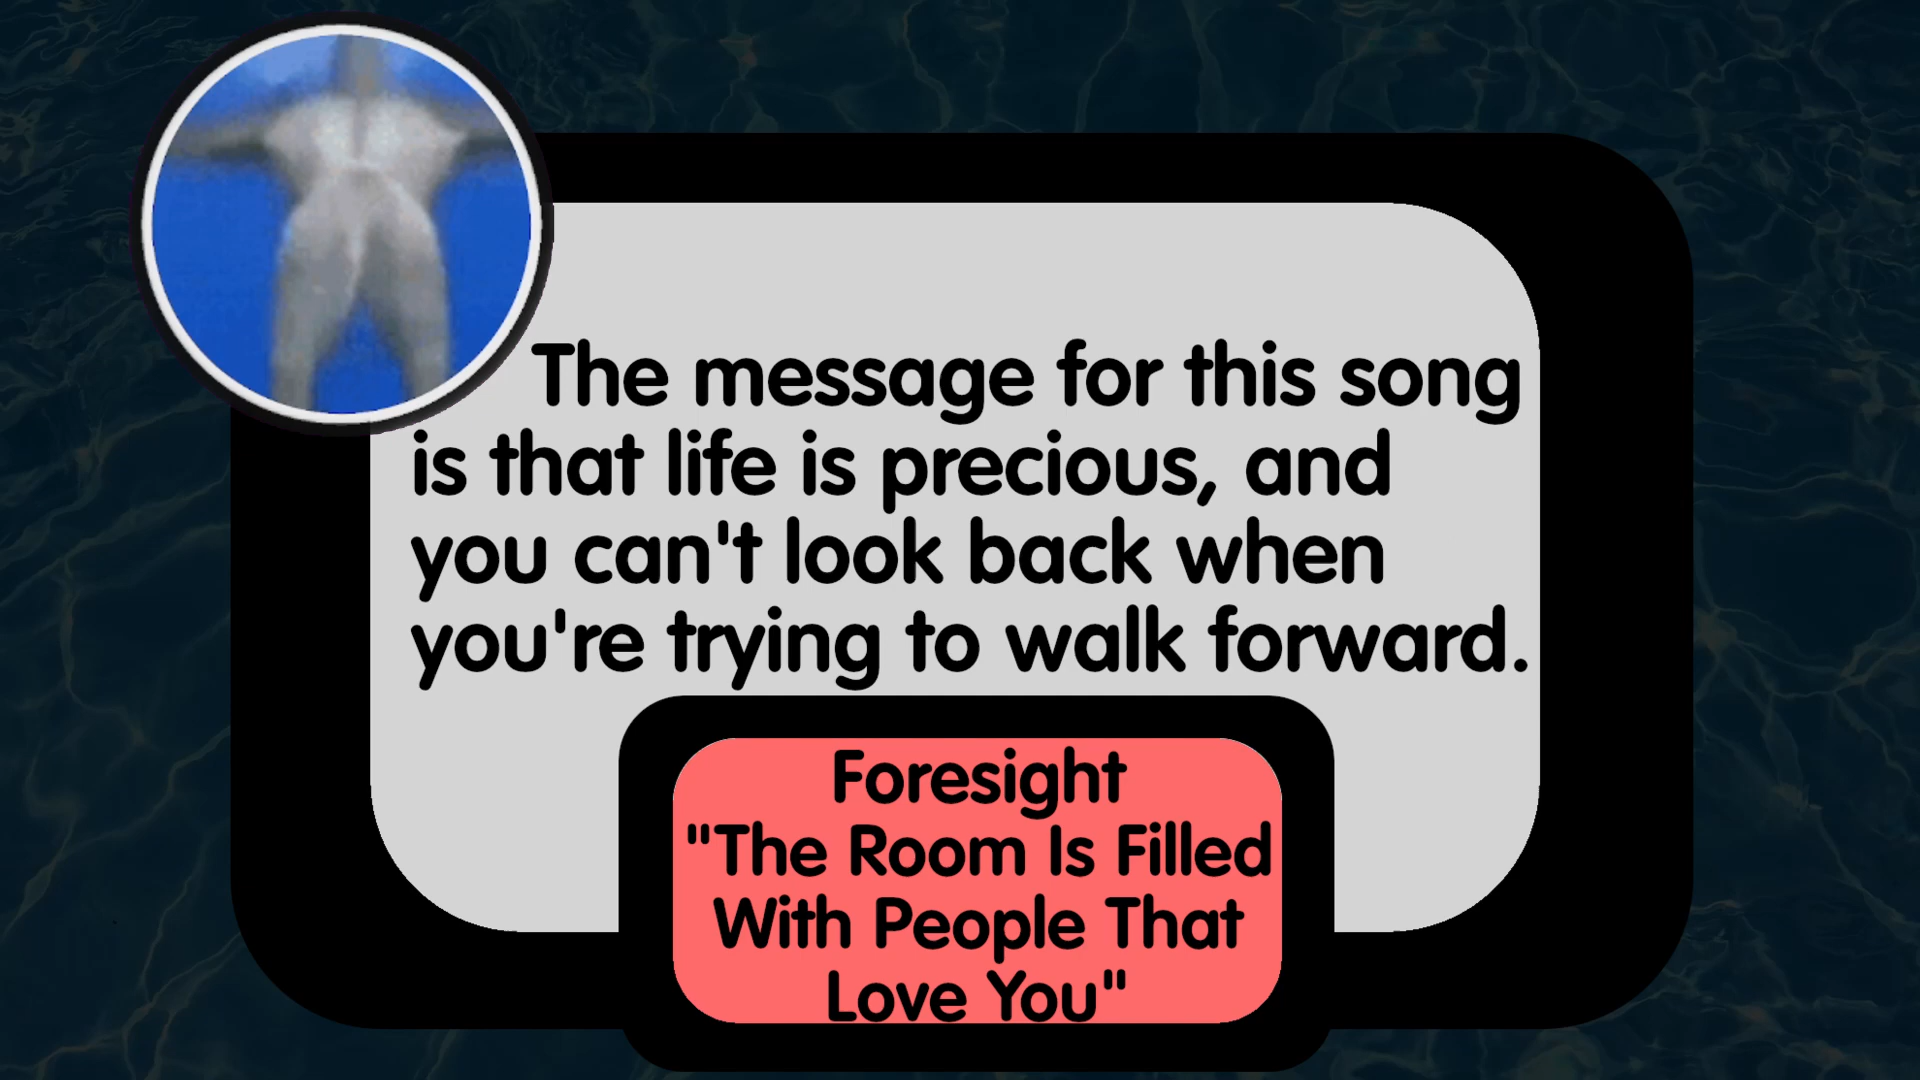 The message for this song
is that life is precious, and
you can't look back when
you're trying to walk forward.
Foresight
"The Room Is Filled
With People That
Love You"